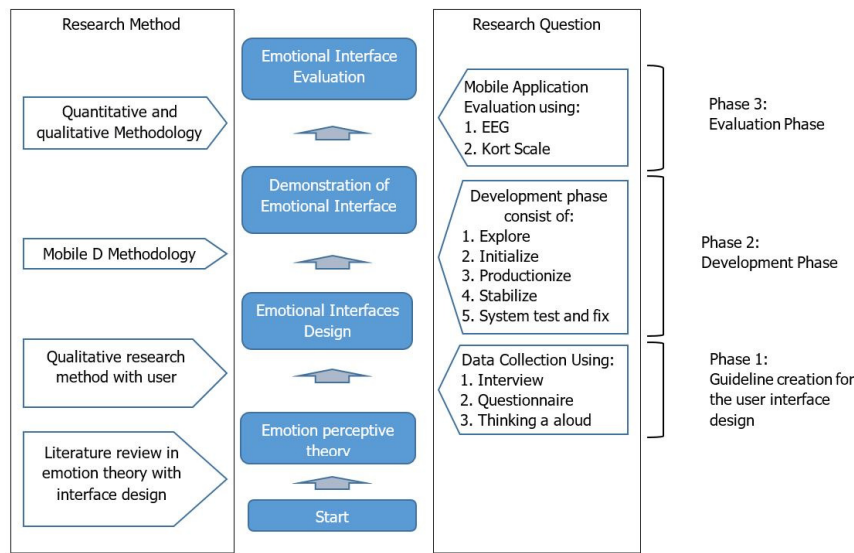 Research Method
Quantitative and
qualitative Methodology
Mobile D Methodology
Qualitative research
method with user
Literature review in
emotion theory with
interface design
Emotional Interface
Evaluation
Demonstration of
Emotional Interface
Emotional Interfaces
Design
Emotion perceptive
theory
Start
Research Question
Mobile Application
Evaluation using:
1. EEG
2. Kort Scale
Development phase
consist of:
1. Explore
2. Initialize
3. Productionize
4. Stabilize
5. System test and fix
Data Collection Using:
1. Interview
2. Questionnaire
3. Thinking a aloud
Phase 3:
Evaluation Phase
Phase 2:
Development Phase
Phase 1:
Guideline creation for
the user interface
design